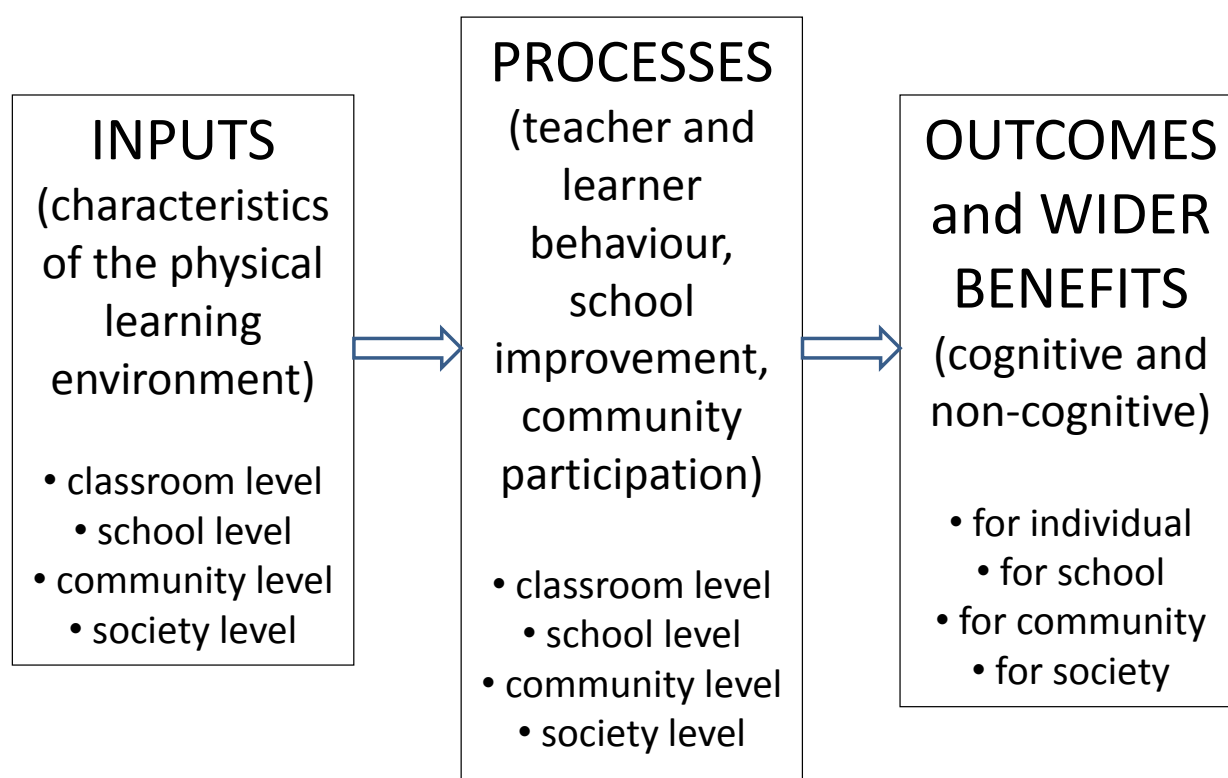 INPUTS
(characteristics
of the physical
learning
environment)
• classroom level
• school level
• community level
• society level
PROCESSES
(teacher and
learner
behaviour,
school
improvement,
community
participation)
• classroom level
• school level
• community level
• society level
OUTCOMES
and WIDER
BENEFITS
(cognitive and
non-cognitive)
• for individual
• for school
• for community
• for society